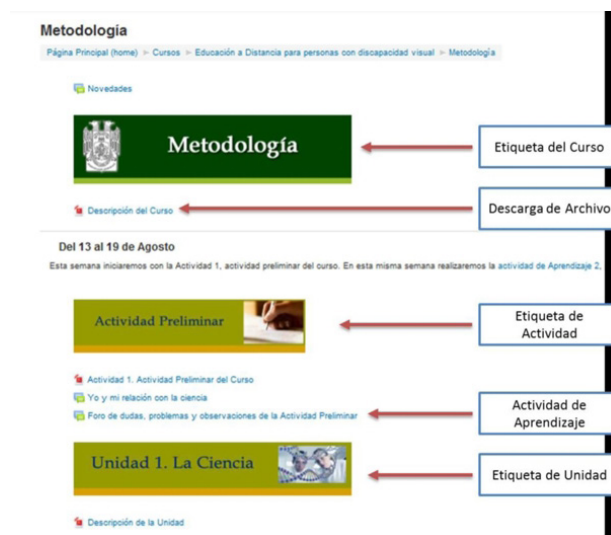 Metodología
Página Principal (home) ► Cursos ► Educación a Distancia para personas con discapacidad visual ► Metodología
Novedades
Metodología
Etiqueta del Curso
Descripción del Curso
Descarga de Archivo
Del 13 al 19 de Agosto
Esta semana iniciaremos con la Actividad 1, actividad preliminar del curso. En esta misma semana realizaremos la actividad de Aprendizaje 2,
Actividad Preliminar
Etiqueta de
Actividad
Actividad 1. Actividad Preliminar del Curso
Yo y mi relación con la ciencia
Foro de dudas, problemas y observaciones de la Actividad Preliminar
Actividad de
Aprendizaje
Unidad 1. La Ciencia
Etiqueta de Unidad
Descripción de la Unidad